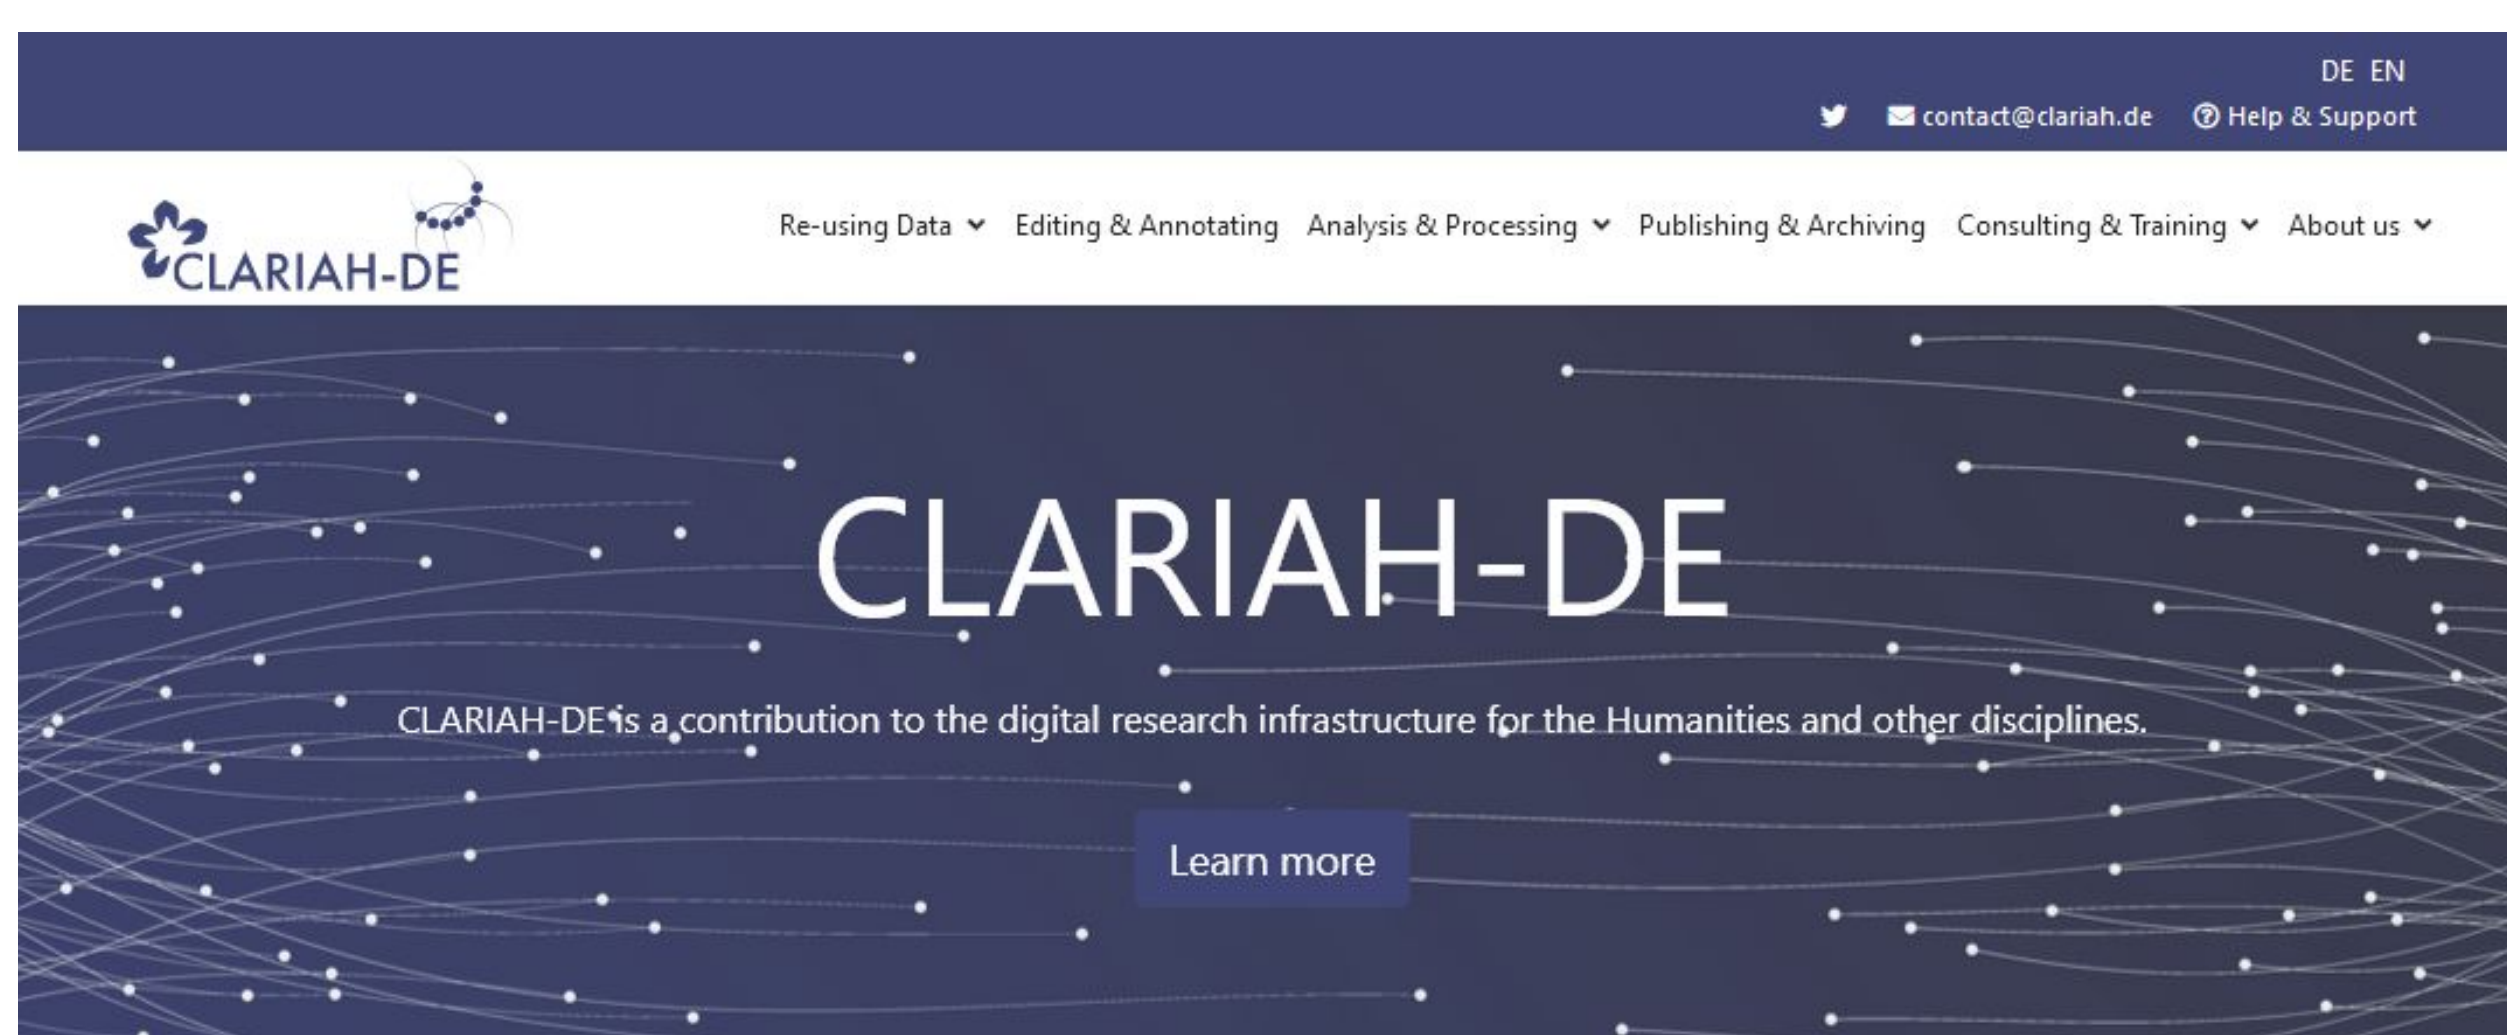 DE EN
contact@clariah.de Help & Support
CLARIAH-DE
Re-using Data Editing & Annotating Analysis & Processing Publishing & Archiving Consulting & Training About us
CLARIAH-DE
CLARIAH-DE is a contribution to the digital research infrastructure for the Humanities and other disciplines.
Learn more